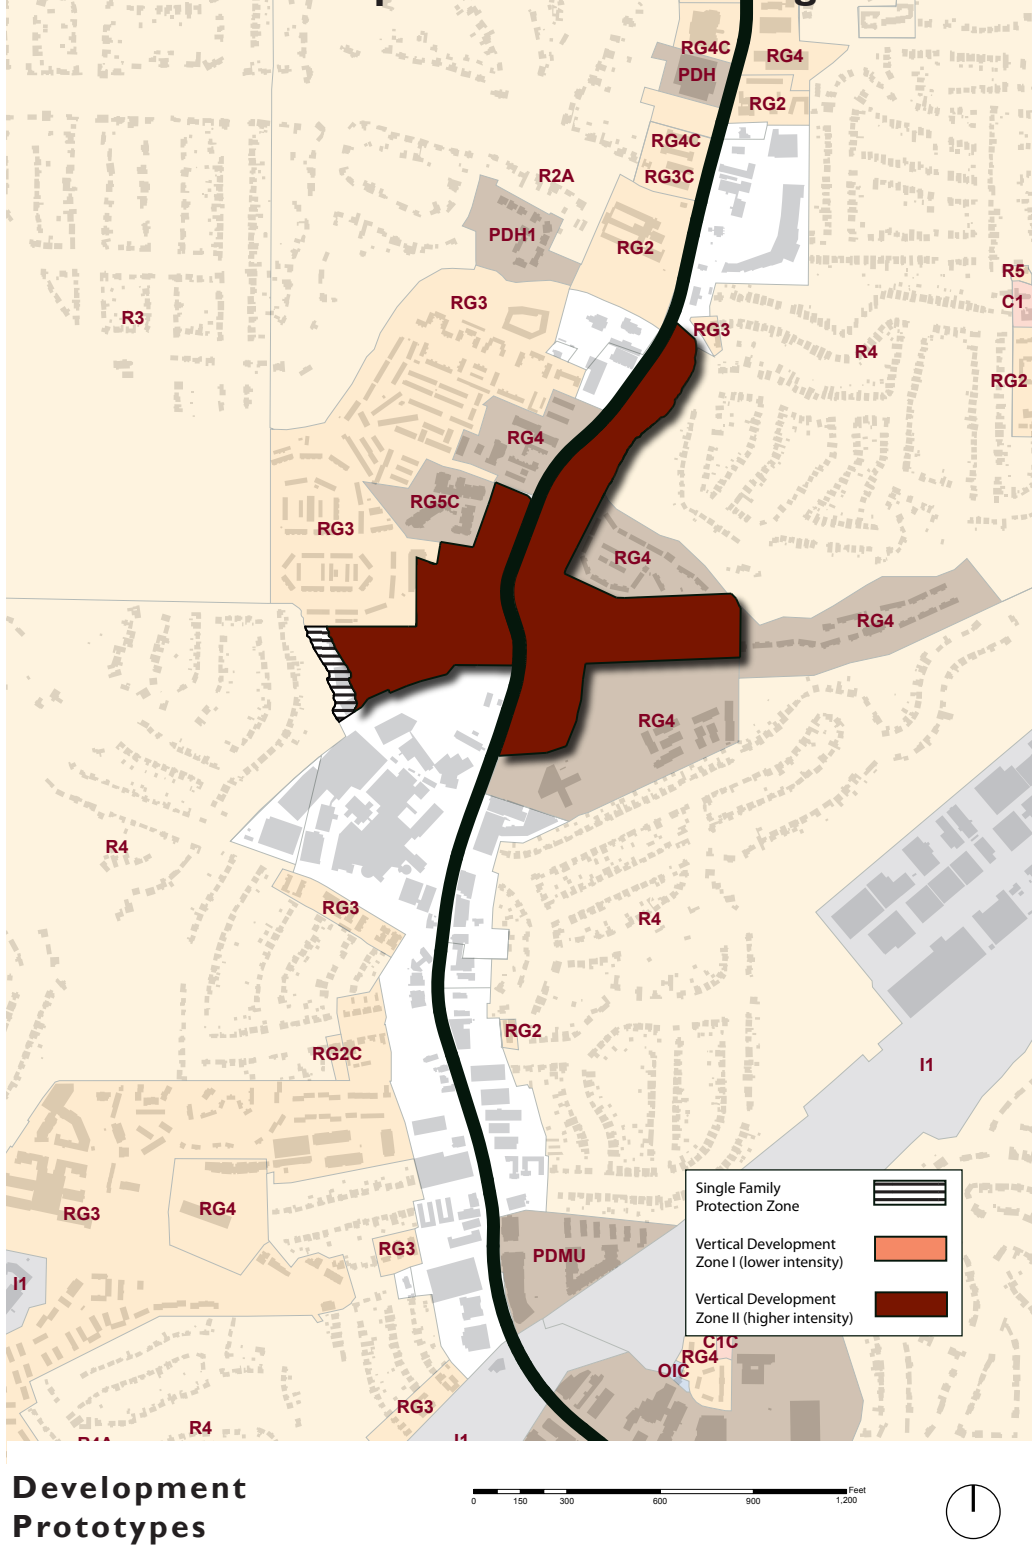 RG4C
RG4
PDH
RG2
RG4C
R2A
RG3C
PDH1
RG2
R5
RG3
C1
R3
RG3
R4
RG2
RG4
RG5C
RG3
RG4
RG4
RG4
R4
RG3
R4
RG2
RG2C
I1
Single Family
Protection Zone
RG3
RG4
Vertical Development
Zone I (lower intensity)
RG3
PDMU
I1
Vertical Development
Zone II (higher intensity)
C1C
RG4
OIC
RG3
R4
Development
Prototypes
0 150 300 600 900 1,200
Feet